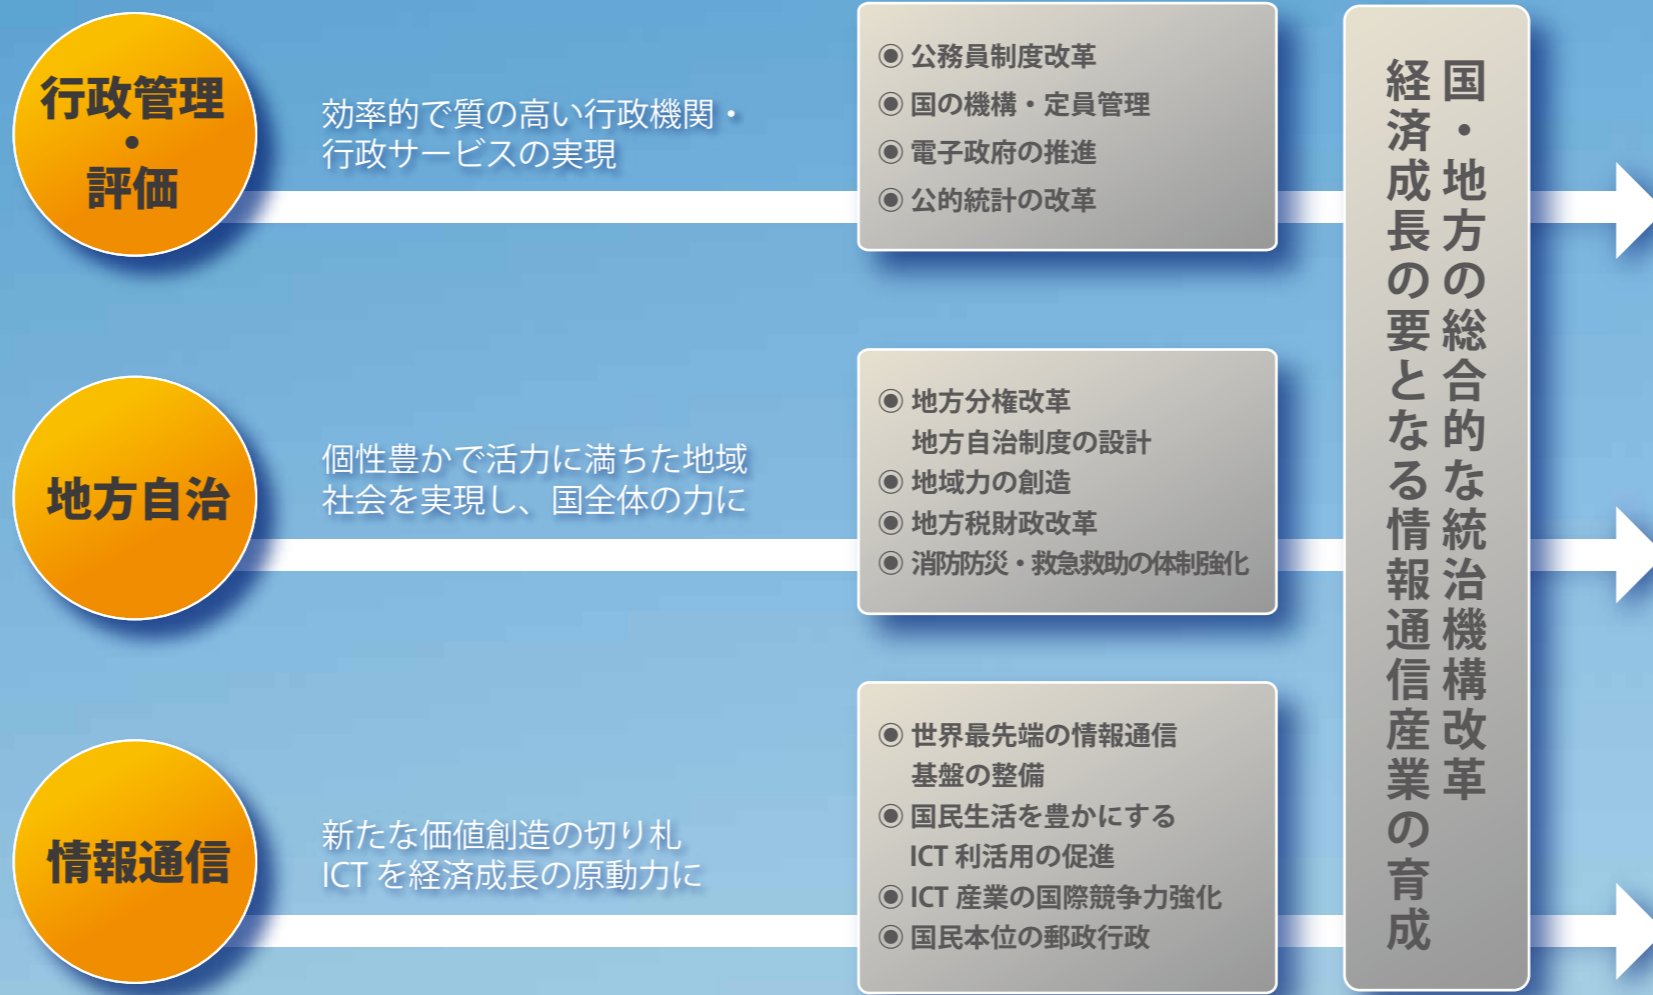 行政管理
・
評価
効率的で質の高い行政機関・
行政サービスの実現
◉ 公務員制度改革
◉ 国の機構・定員管理
◉ 電子政府の推進
◉ 公的統計の改革
地方自治
個性豊かで活力に満ちた地域
社会を実現し、国全体の力に
◉ 地方分権改革
地方自治制度の設計
◉ 地域力の創造
◉ 地方税財政改革
◉ 消防防災・救急救助の体制強化
情報通信
新たな価値創造の切り札
ICT を経済成長の原動力に
◉ 世界最先端の情報通信
基盤の整備
◉ 国民生活を豊かにする
ICT 利活用の促進
◉ ICT 産業の国際競争力強化
◉ 国民本位の郵政行政
国・地方の総合的な統治機構改革
経済成長の要となる情報通信産業の育成